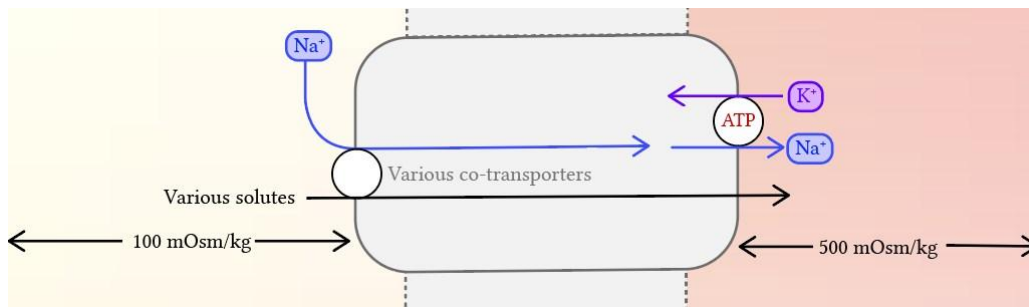 Na⁺
K⁺
ATP
Na⁺
Various co-transporters
Various solutes
100 mOsm/kg
500 mOsm/kg